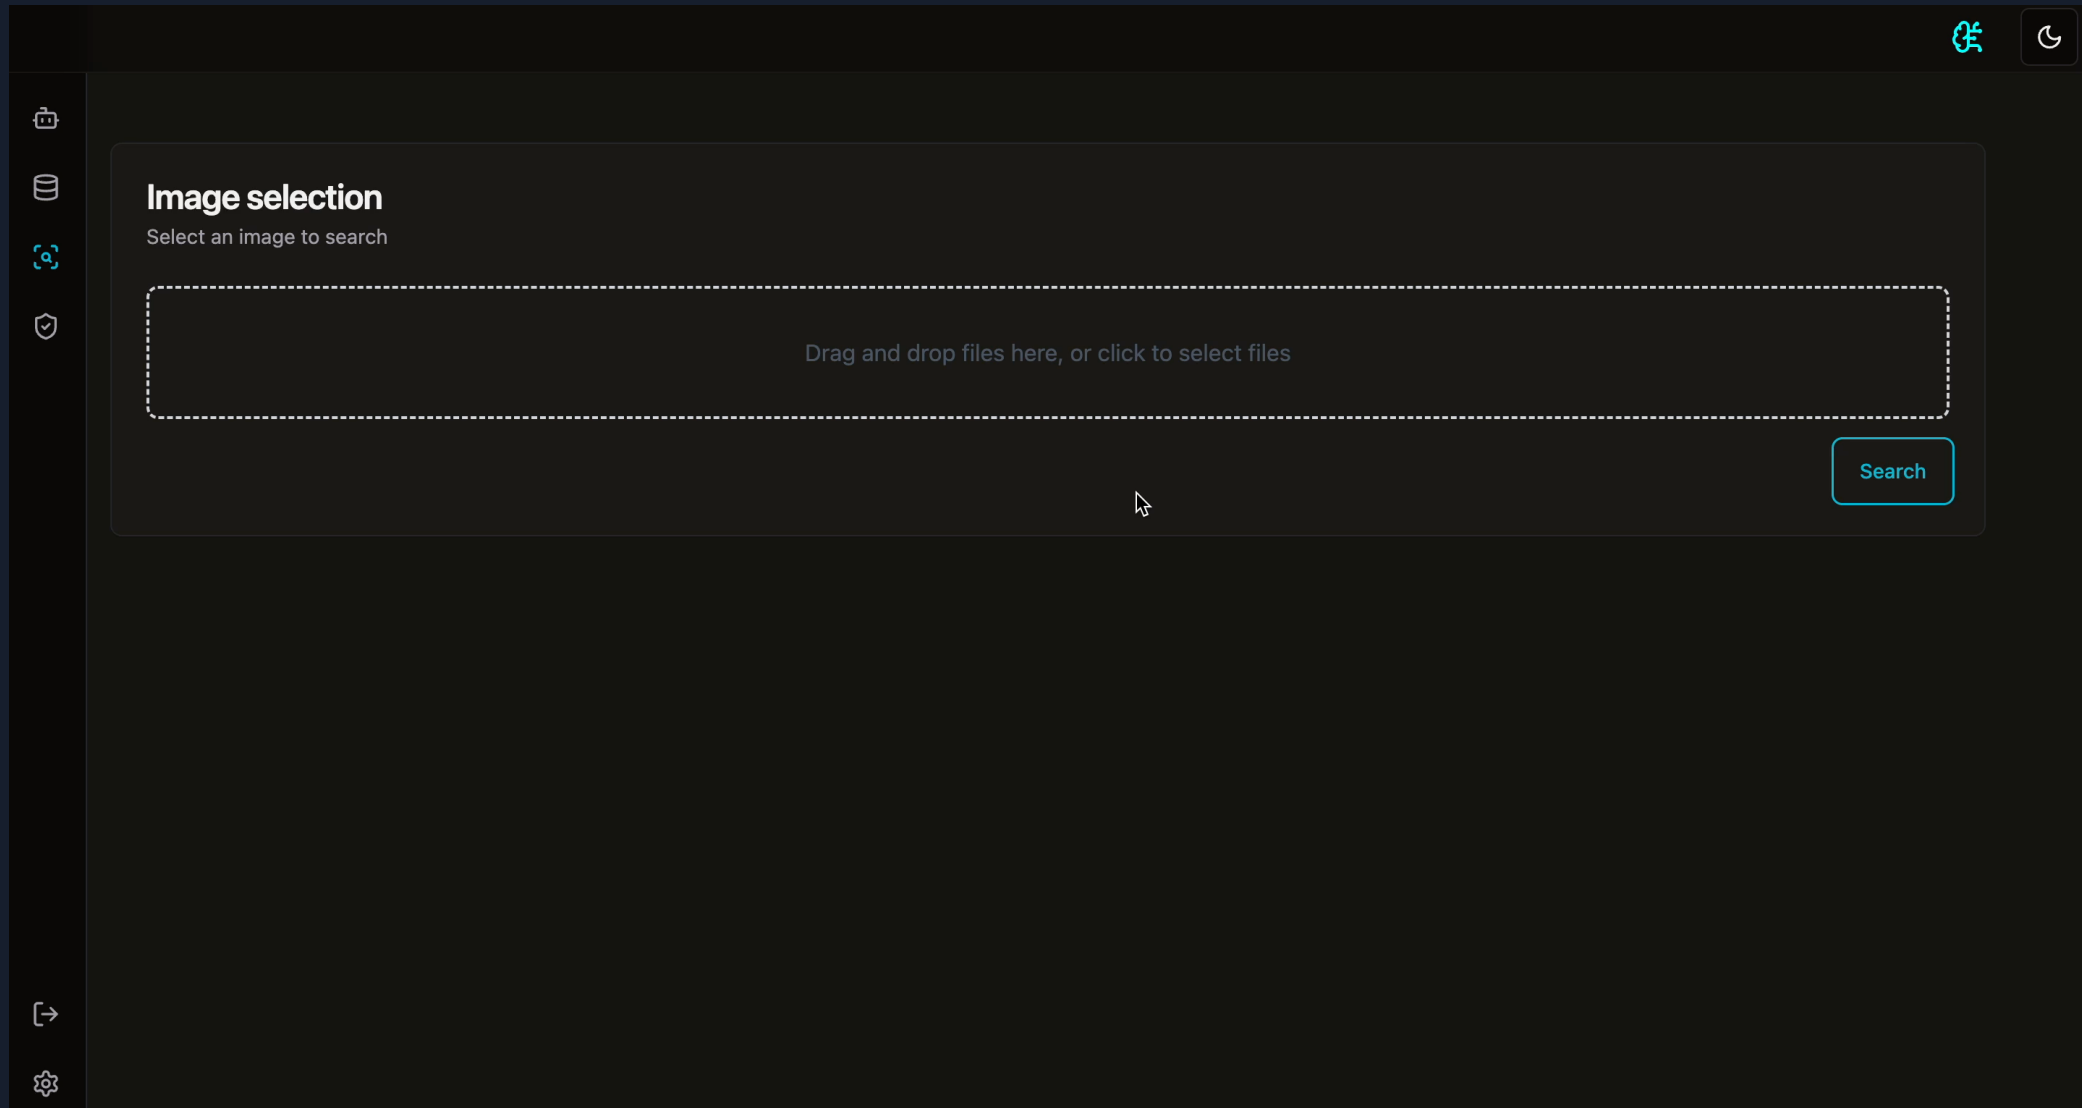 Image selection
Select an image to search
Drag and drop files here, or click to select files
Search